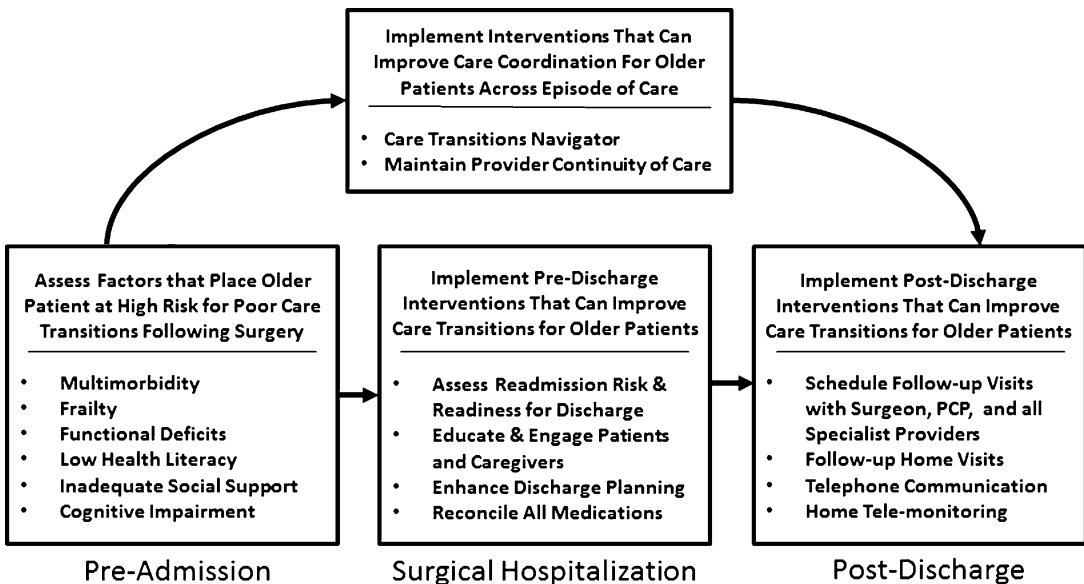 Implement Interventions That Can
Improve Care Coordination For Older
Patients Across Episode of Care
• Care Transitions Navigator
• Maintain Provider Continuity of Care
Assess Factors that Place Older
Patient at High Risk for Poor Care
Transitions Following Surgery
• Multimorbidity
• Frailty
• Functional Deficits
• Low Health Literacy
• Inadequate Social Support
• Cognitive Impairment
Pre-Admission
Implement Pre-Discharge
Interventions That Can Improve
Care Transitions for Older Patients
• Assess Readmission Risk &
Readiness for Discharge
• Educate & Engage Patients
and Caregivers
• Enhance Discharge Planning
• Reconcile All Medications
Surgical Hospitalization
Implement Post-Discharge
Interventions That Can Improve
Care Transitions for Older Patients
• Schedule Follow-up Visits
with Surgeon, PCP, and all
Specialist Providers
• Follow-up Home Visits
• Telephone Communication
• Home Tele-monitoring
Post-Discharge